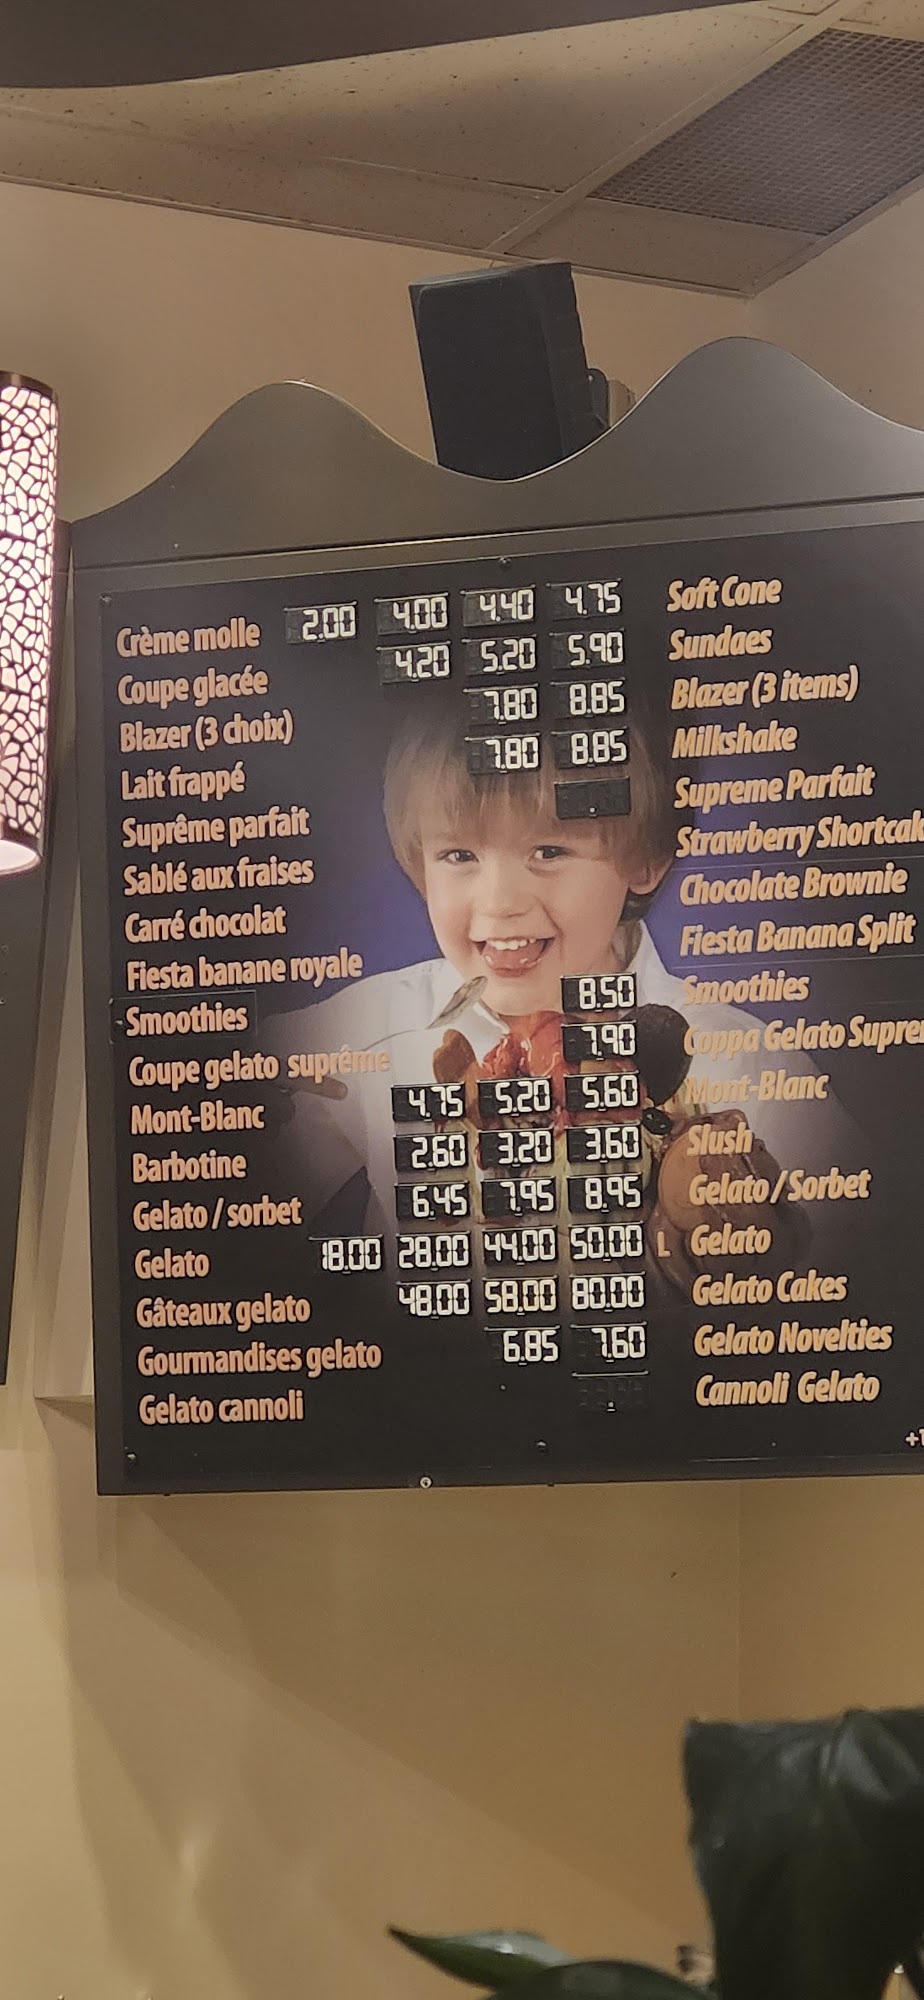 Crème molle 2.00 4.00 4.40 4.75 Soft Cone
Coupe glacée 4.20 5.20 5.90 Sundaes
Blazer (3 choix) 7.80 8.85 Blazer (3 items)
Lait frappé 7.80 8.85 Milkshake
Suprême parfait Supreme Parfait
Sablé aux fraises Strawberry Shortcak
Carré chocolat Chocolate Brownie
Fiesta banane royale Fiesta Banana Split
Smoothies 8.50 Smoothies
Coupe gelato suprême 7.90 Coppa Gelato Supre
Mont-Blanc 4.75 5.20 5.60 Mont-Blanc
Barbotine 2.60 3.20 3.60 Slush
Gelato / sorbet 6.45 7.95 8.95 Gelato / Sorbet
Gelato 18.00 28.00 44.00 50.00 L Gelato
Gâteaux gelato 48.00 58.00 80.00 Gelato Cakes
Gourmandises gelato 6.85 7.60 Gelato Novelties
Gelato cannoli Cannoli Gelato